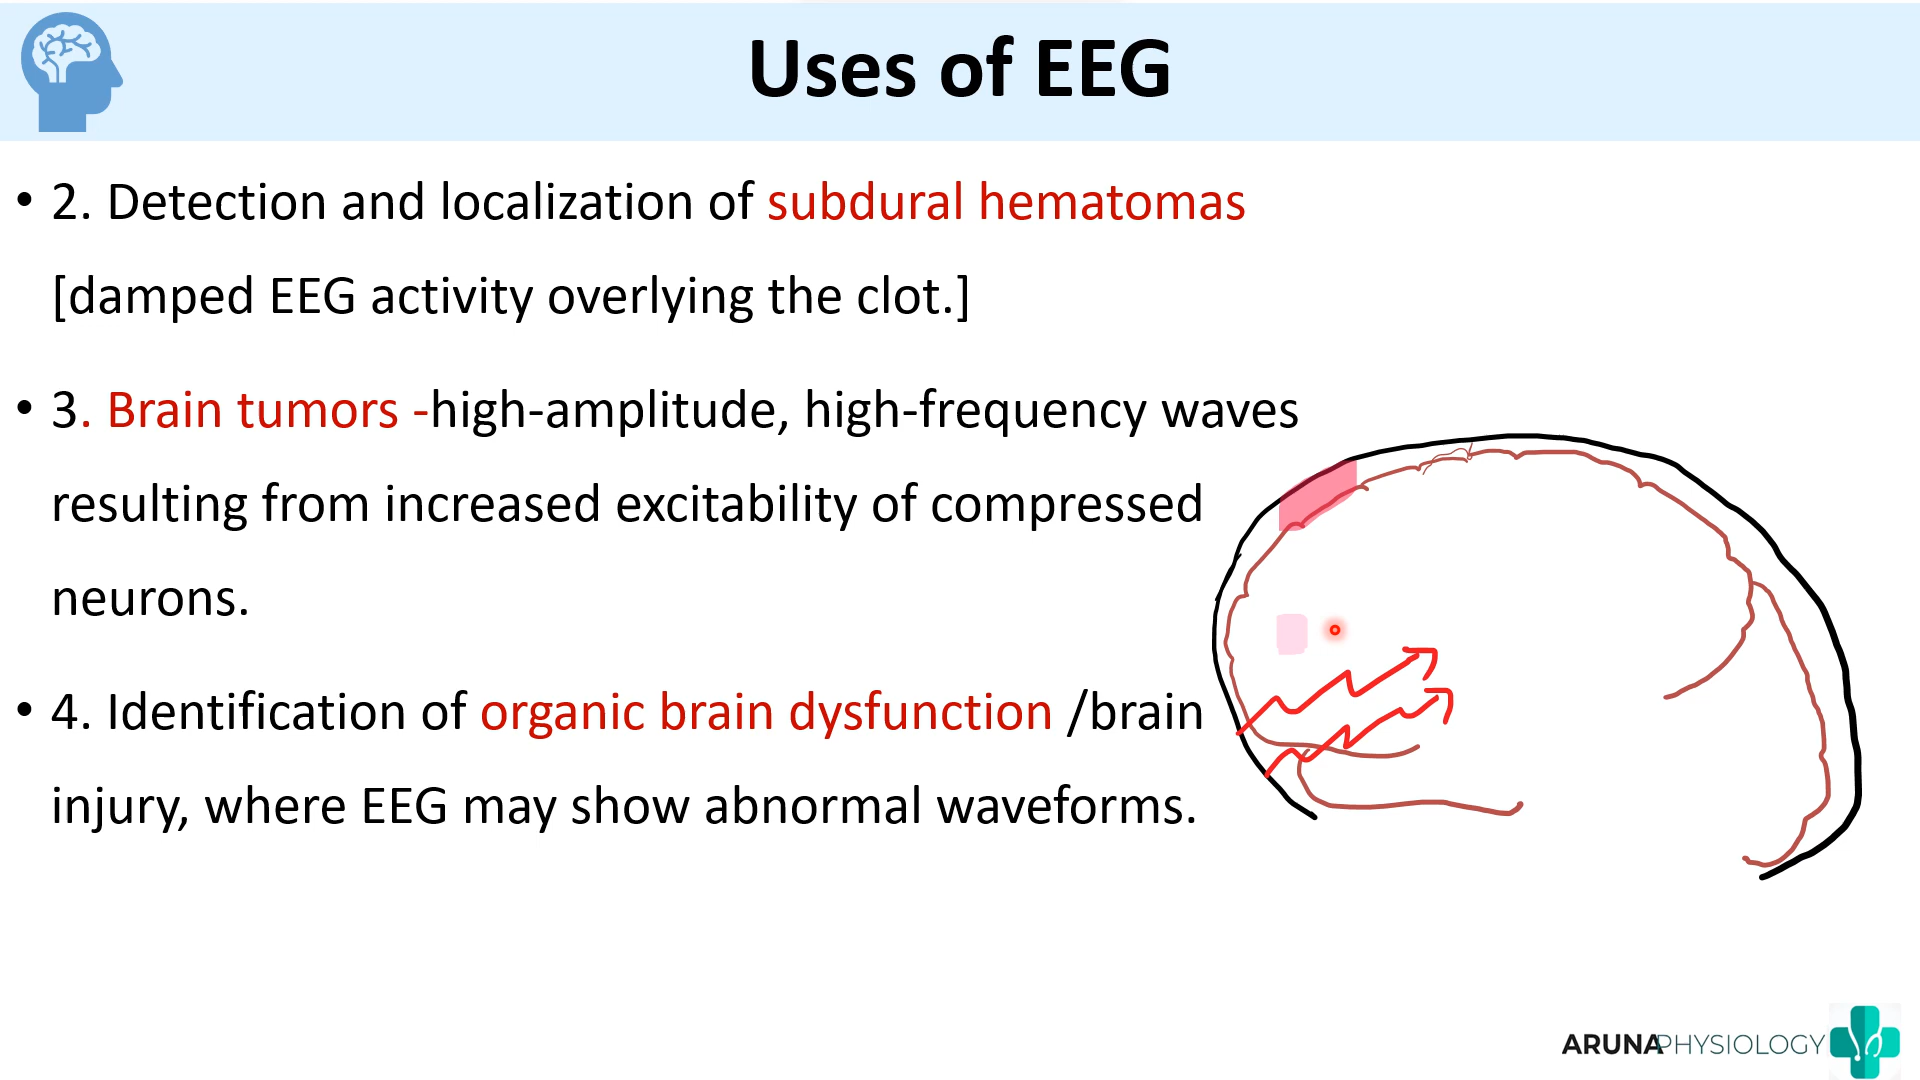 Uses of EEG
• 2. Detection and localization of subdural hematomas
[damped EEG activity overlying the clot.]
• 3. Brain tumors -high-amplitude, high-frequency waves
resulting from increased excitability of compressed
neurons.
• 4. Identification of organic brain dysfunction /brain
injury, where EEG may show abnormal waveforms.
ARUNAPHYSIOLOGY